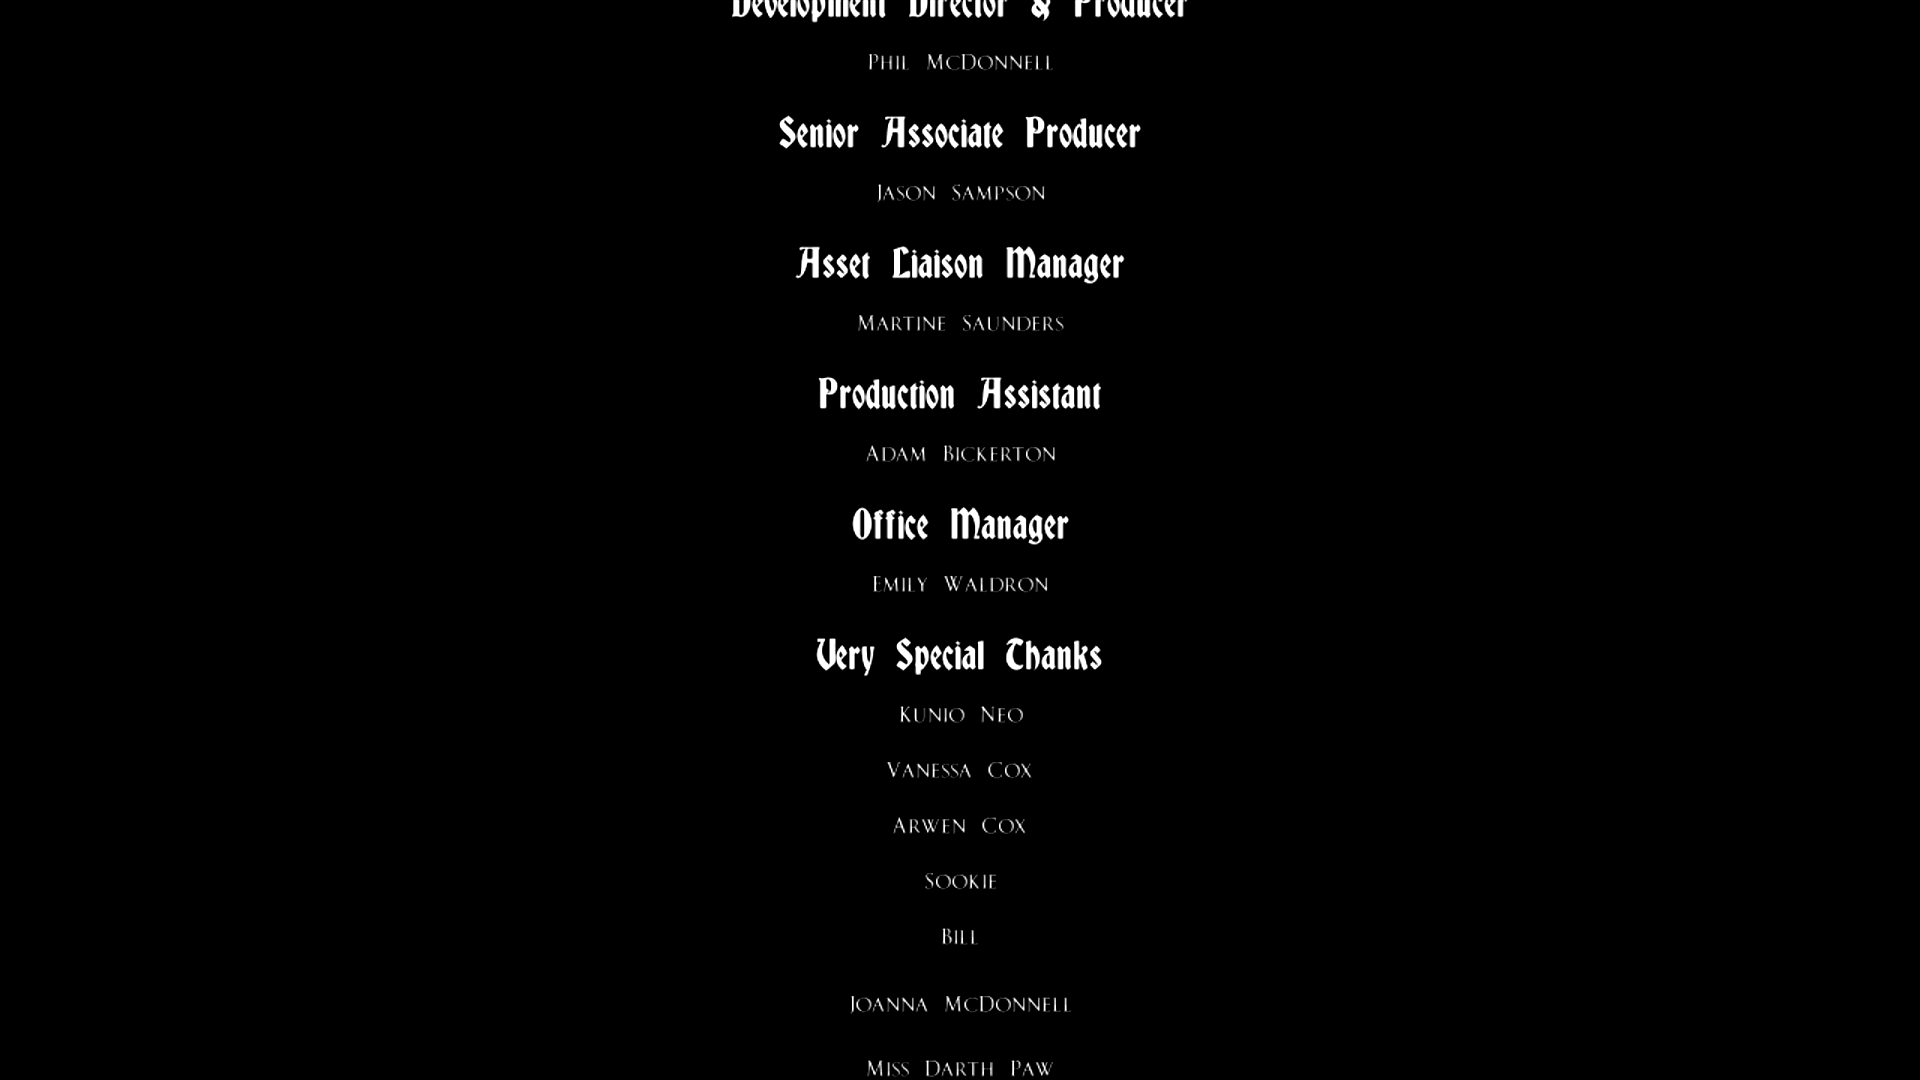 Development Director & Producer
Phil McDonnell
Senior Associate Producer
Jason Sampson
Asset Liaison Manager
Martine Saunders
Production Assistant
Adam Bickerton
Office Manager
Emily Waldron
Very Special Thanks
Kunio Neo
Vanessa Cox
Arwen Cox
Sookie
Bill
Joanna McDonnell
Miss Darth Paw